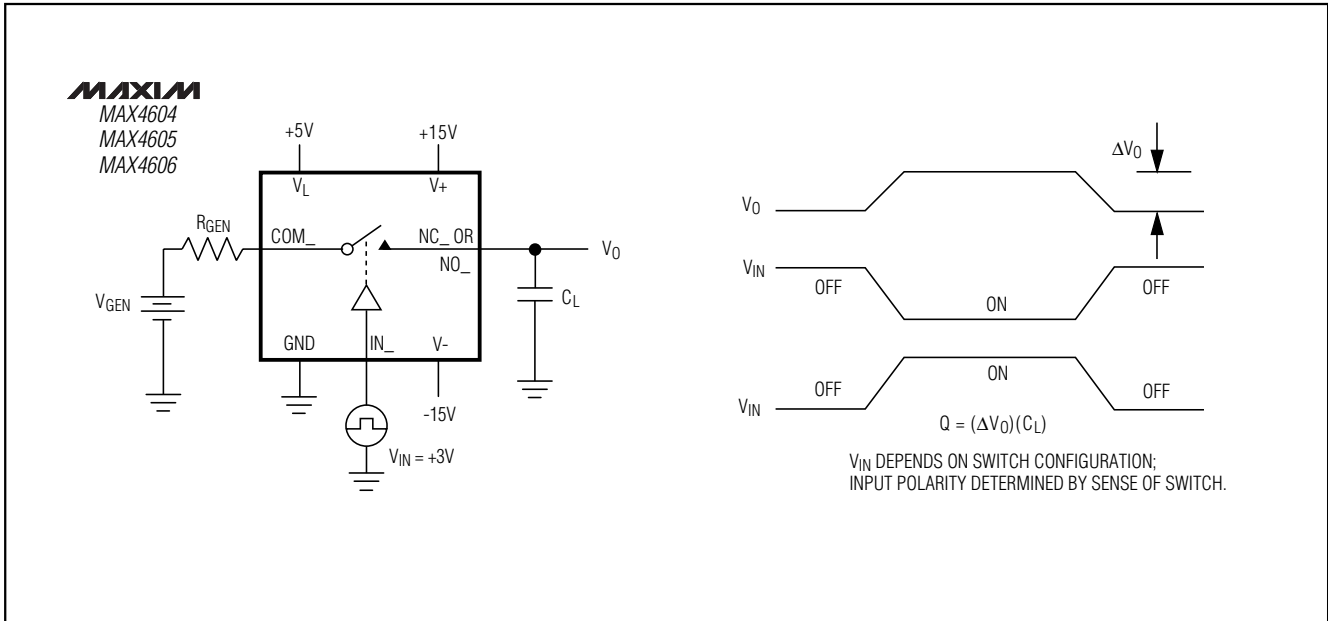 MAXIM
MAX4604
MAX4605
MAX4606
+5V
+15V
VL
V+
RGEN
COM_
NC_ OR
NO_
VO
VGEN
CL
GND
IN_
V-
-15V
VIN = +3V
ΔVO
VO
VIN
OFF
ON
OFF
VIN
OFF
ON
OFF
Q = (ΔVO)(CL)
VIN DEPENDS ON SWITCH CONFIGURATION;
INPUT POLARITY DETERMINED BY SENSE OF SWITCH.